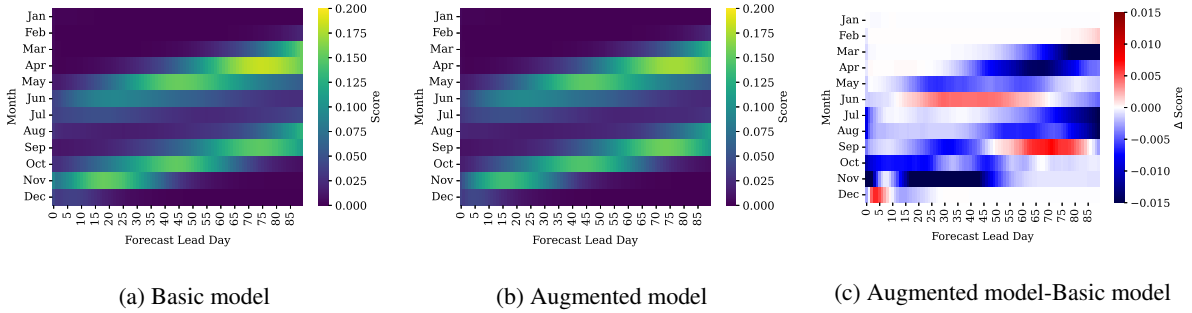 Jan
Feb
Mar
Apr
May
Jun
Jul
Aug
Sep
Oct
Nov
Dec
Month
0 5 10 15 20 25 30 35 40 45 50 55 60 65 70 75 80 85
Forecast Lead Day
0.200
0.175
0.150
0.125
0.100
0.075
0.050
0.025
0.000
Score
(a) Basic model
Jan
Feb
Mar
Apr
May
Jun
Jul
Aug
Sep
Oct
Nov
Dec
Month
0 5 10 15 20 25 30 35 40 45 50 55 60 65 70 75 80 85
Forecast Lead Day
0.200
0.175
0.150
0.125
0.100
0.075
0.050
0.025
0.000
Score
(b) Augmented model
Jan
Feb
Mar
Apr
May
Jun
Jul
Aug
Sep
Oct
Nov
Dec
Month
0 5 10 15 20 25 30 35 40 45 50 55 60 65 70 75 80 85
Forecast Lead Day
0.015
0.010
0.005
0.000
−0.005
−0.010
−0.015
Δ Score
(c) Augmented model-Basic model